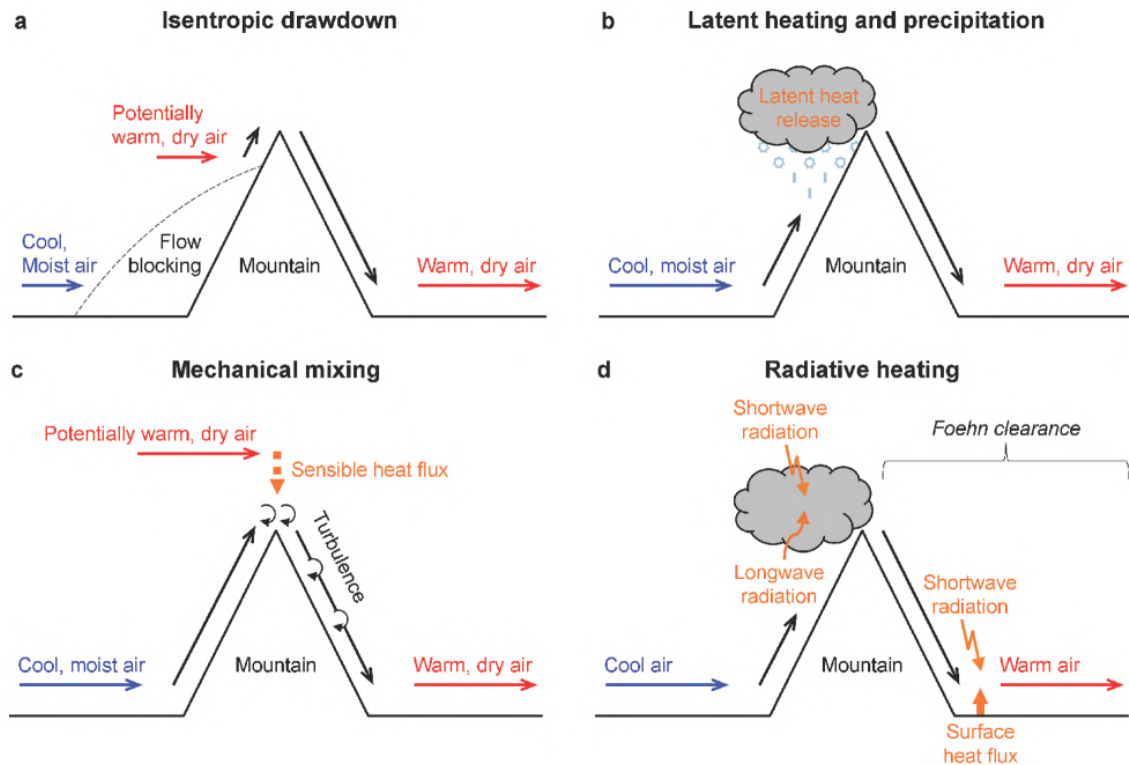 a Isentropic drawdown
Potentially
warm, dry air
Cool,
Moist air
Flow
blocking
Mountain
Warm, dry air
b Latent heating and precipitation
Latent heat
release
Cool, moist air
Mountain
Warm, dry air
c Mechanical mixing
Potentially warm, dry air
Sensible heat flux
Turbulence
Cool, moist air
Mountain
Warm, dry air
d Radiative heating
Shortwave
radiation
Foehn clearance
Longwave
radiation
Shortwave
radiation
Cool air
Mountain
Warm air
Surface
heat flux